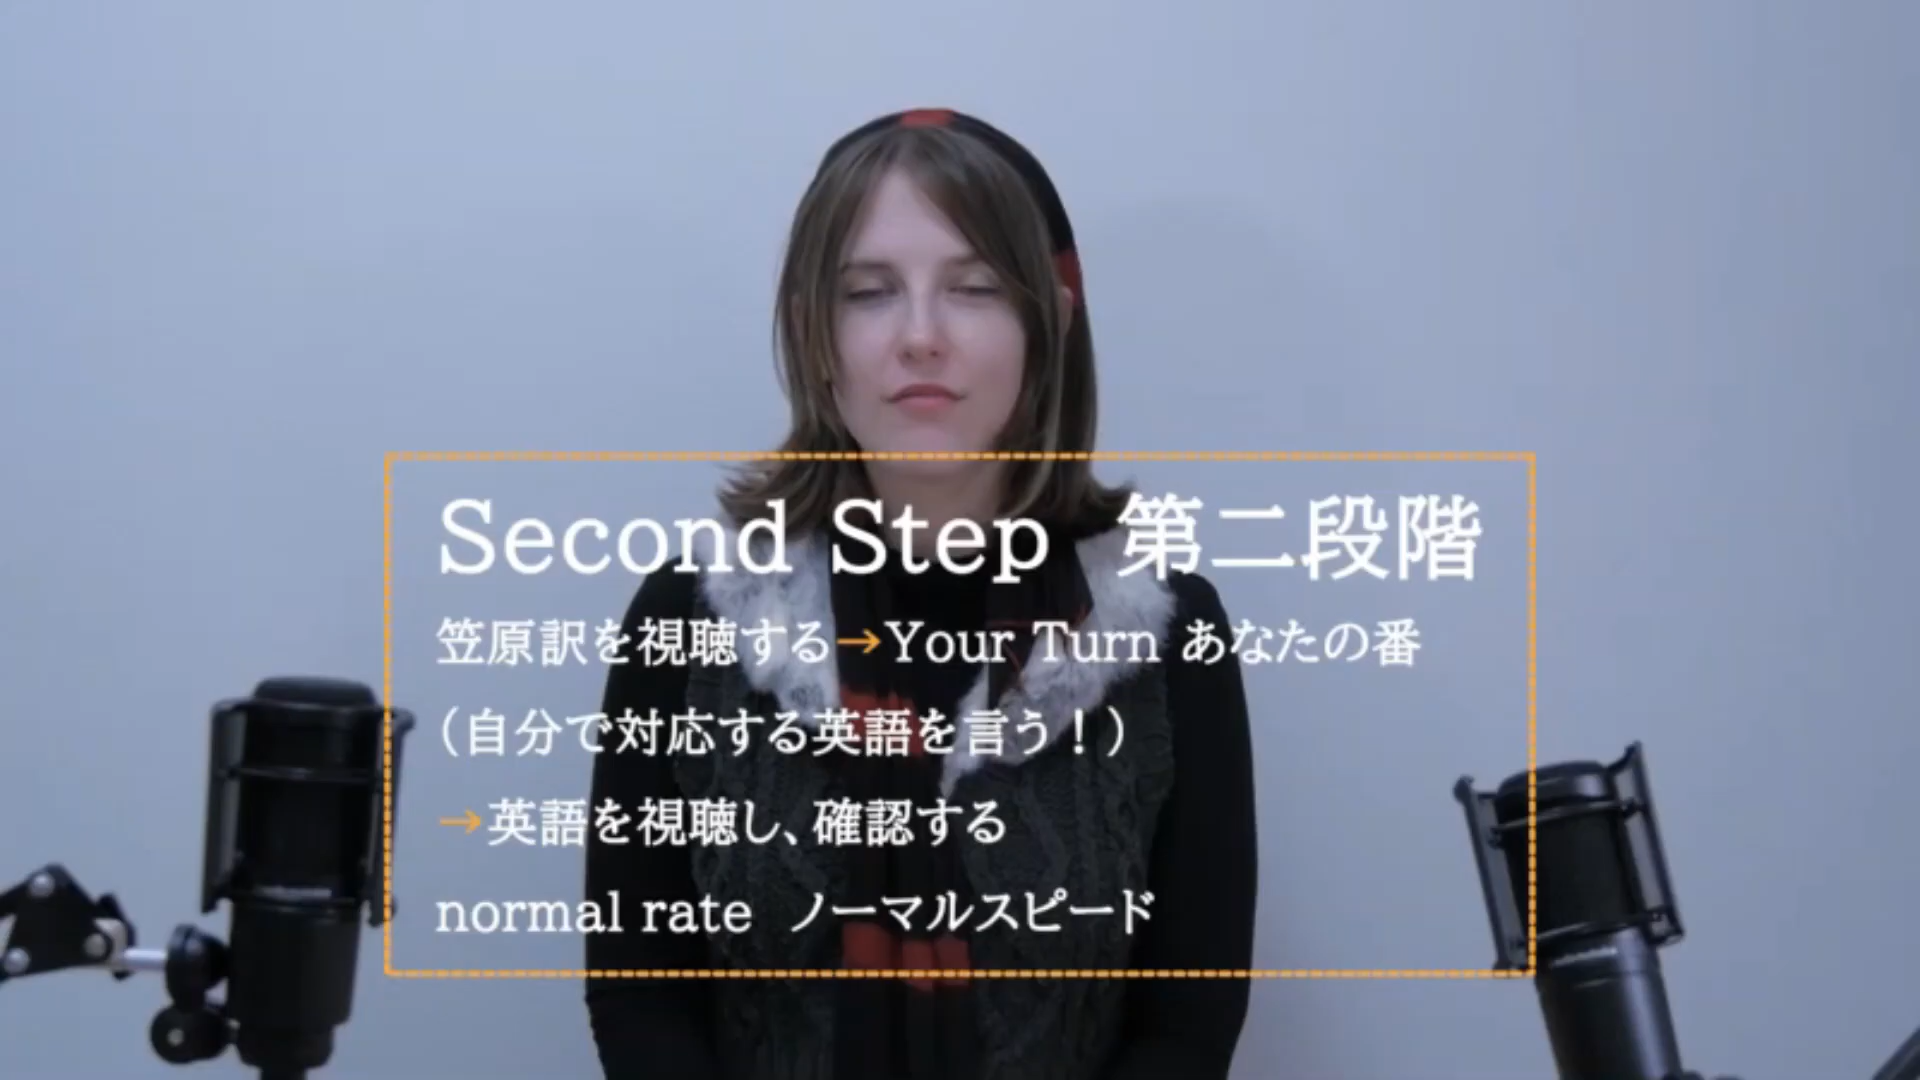 Second Step 第二段階
笠原訳を視聴する→Your Turn あなたの番
（自分で対応する英語を言う！）
→英語を視聴し、確認する
normal rate ノーマルスピード